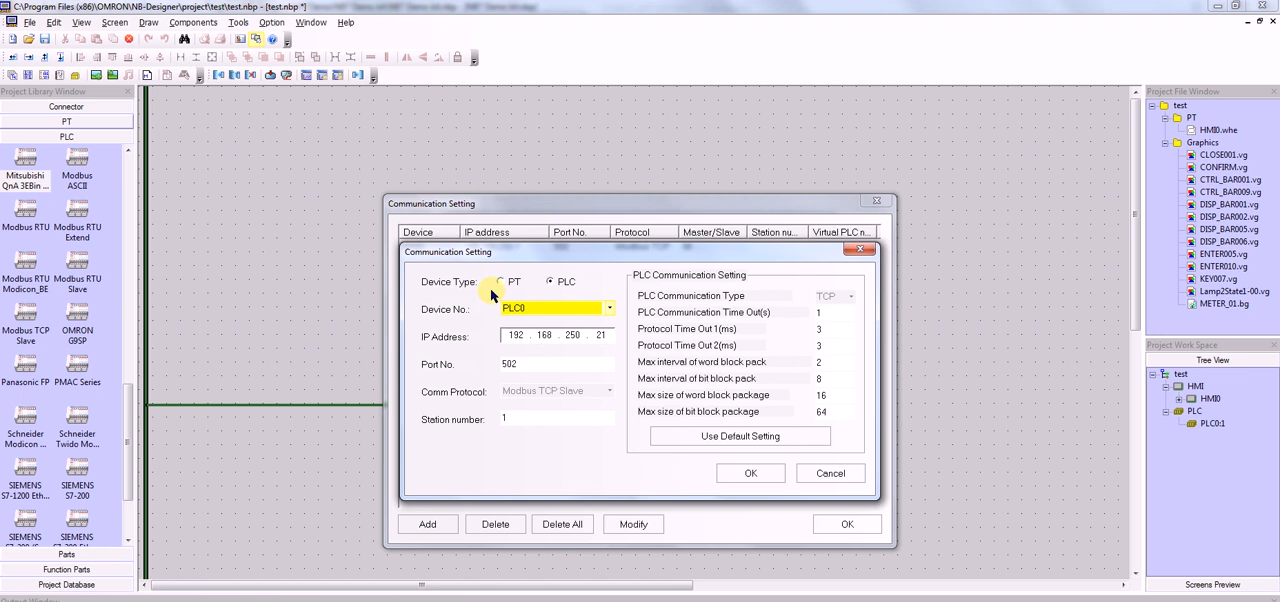 C:\Program Files (x86)\OMRON\NB-Designer\project\test\test.nbp - [test.nbp *]
File Edit View Screen Draw Components Tools Option Window Help
Project Library Window
Connector
PT
PLC
Mitsubishi QnA 3EBin ...
Modbus ASCII
Modbus RTU
Modbus RTU Extend
Modbus RTU Modicon_BE
Modbus RTU Slave
Modbus TCP Slave
OMRON G9SP
Panasonic FP
PMAC Series
Schneider Modicon ...
Schneider Twido Mo...
SIEMENS S7-1200 Eth...
SIEMENS S7-200
SIEMENS
SIEMENS
Parts
Function Parts
Project Database
Communication Setting
Device IP address Port No. Protocol Master/Slave Station nu... Virtual PLC n...
Communication Setting
Device Type: PT PLC
Device No.: PLC0
IP Address: 192 . 168 . 250 . 21
Port No. 502
Comm Protocol: Modbus TCP Slave
Station number: 1
PLC Communication Setting
PLC Communication Type TCP
PLC Communication Time Out(s) 1
Protocol Time Out 1(ms) 3
Protocol Time Out 2(ms) 3
Max interval of word block pack 2
Max interval of bit block pack 8
Max size of word block package 16
Max size of bit block package 64
Use Default Setting
OK Cancel
Add Delete Delete All Modify OK
Project File Window
test
PT
HMI0.whe
Graphics
CLOSE001.vg
CONFIRM.vg
CTRL_BAR001.vg
CTRL_BAR009.vg
DISP_BAR001.vg
DISP_BAR002.vg
DISP_BAR005.vg
DISP_BAR006.vg
ENTER005.vg
ENTER010.vg
KEY007.vg
Lamp2State1-00.vg
METER_01.bg
Project Work Space
Tree View
test
HMI
HMI0
PLC
PLC0:1
Screens Preview